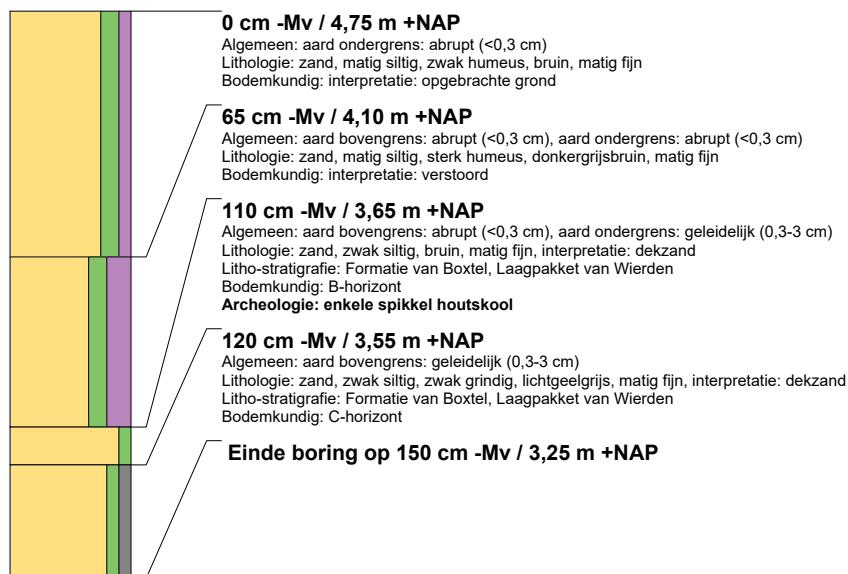 0 cm -Mv / 4,75 m +NAP
Algemeen: aard ondergrens: abrupt (<0,3 cm)
Lithologie: zand, matig siltig, zwak humeus, bruin, matig fijn
Bodemkundig: interpretatie: opgebrachte grond
65 cm -Mv / 4,10 m +NAP
Algemeen: aard bovengrens: abrupt (<0,3 cm), aard ondergrens: abrupt (<0,3 cm)
Lithologie: zand, matig siltig, sterk humeus, donkergrijsbruin, matig fijn
Bodemkundig: interpretatie: verstoord
110 cm -Mv / 3,65 m +NAP
Algemeen: aard bovengrens: abrupt (<0,3 cm), aard ondergrens: geleidelijk (0,3-3 cm)
Lithologie: zand, zwak siltig, bruin, matig fijn, interpretatie: dekzand
Litho-stratigrafie: Formatie van Boxtel, Laagpakket van Wierden
Bodemkundig: B-horizont
Archeologie: enkele spikkel houtskool
120 cm -Mv / 3,55 m +NAP
Algemeen: aard bovengrens: geleidelijk (0,3-3 cm)
Lithologie: zand, zwak siltig, zwak grindig, lichtgeelgrijs, matig fijn, interpretatie: dekzand
Litho-stratigrafie: Formatie van Boxtel, Laagpakket van Wierden
Bodemkundig: C-horizont
Einde boring op 150 cm -Mv / 3,25 m +NAP